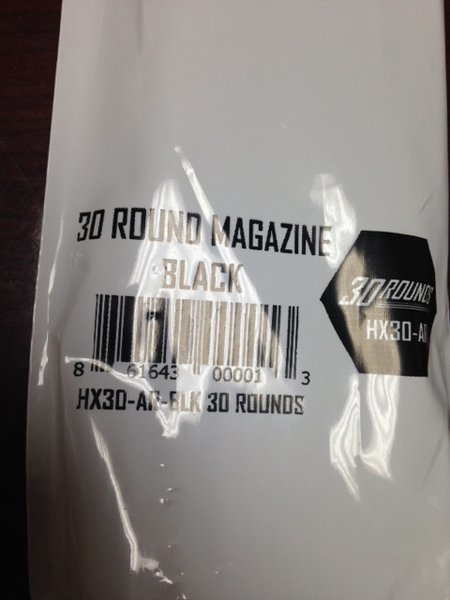 30 ROUND MAGAZINE
BLACK
8 61643 00001 3
HX30-AR-BLK 30 ROUNDS
30 ROUNDS
HX30-AR